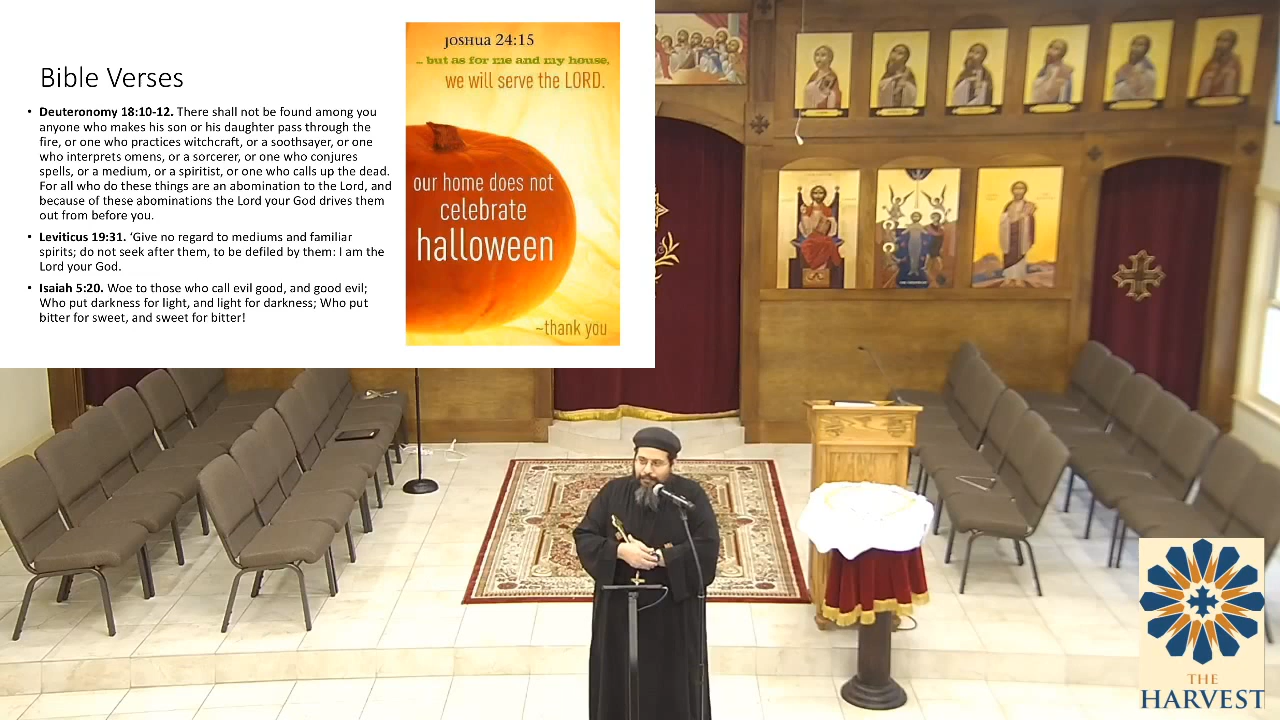 Bible Verses
• Deuteronomy 18:10-12. There shall not be found among you
anyone who makes his son or his daughter pass through the
fire, or one who practices witchcraft, or a soothsayer, or one
who interprets omens, or a sorcerer, or one who conjures
spells, or a medium, or a spiritist, or one who calls up the dead.
For all who do these things are an abomination to the Lord, and
because of these abominations the Lord your God drives them
out from before you.
• Leviticus 19:31. ‘Give no regard to mediums and familiar
spirits; do not seek after them, to be defiled by them: I am the
Lord your God.
• Isaiah 5:20. Woe to those who call evil good, and good evil;
Who put darkness for light, and light for darkness; Who put
bitter for sweet, and sweet for bitter!
Joshua 24:15
... but as for me and my house,
we will serve the LORD.
our home does not
celebrate
halloween
~thank you
THE
HARVEST